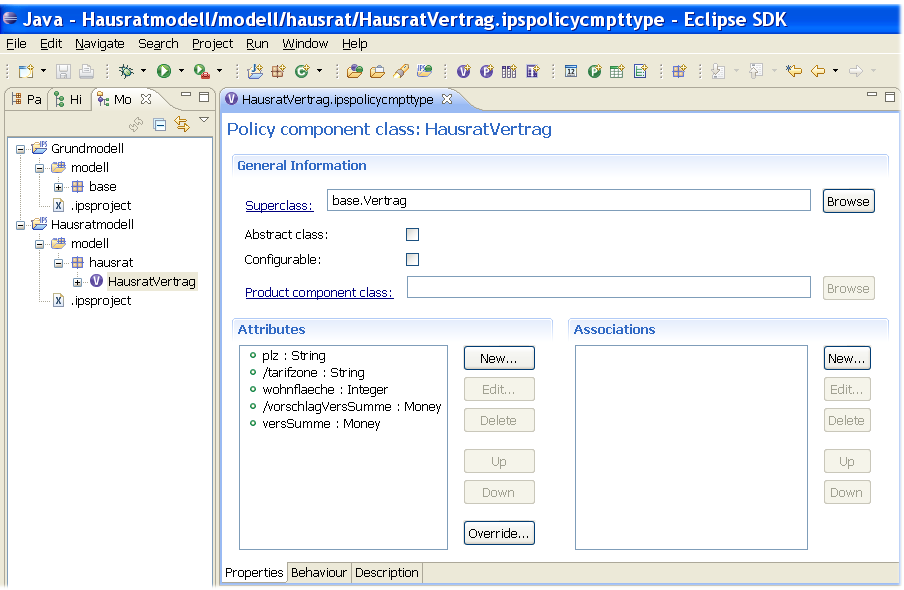 Java - Hausratmodell/modell/hausrat/HausratVertrag.ipspolicycmpttype - Eclipse SDK
File Edit Navigate Search Project Run Window Help
Pa Hi Mo
HausratVertrag.ipspolicycmpttype
Grundmodell
modell
base
.ipsproject
Hausratmodell
modell
hausrat
HausratVertrag
.ipsproject
Policy component class: HausratVertrag
General Information
Superclass: base.Vertrag Browse
Abstract class:
Configurable:
Product component class: Browse
Attributes
plz : String
/tarifzone : String
wohnflaeche : Integer
/vorschlagVersSumme : Money
versSumme : Money
New...
Edit...
Delete
Up
Down
Override...
Associations
New...
Edit...
Delete
Up
Down
Properties Behaviour Description